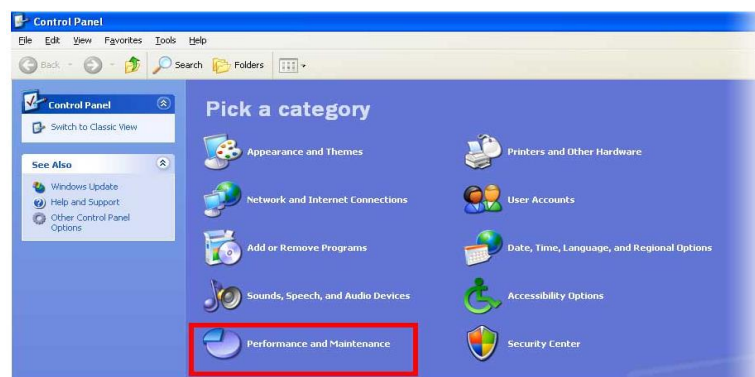 Control Panel
File Edit View Favorites Tools Help
Back Search Folders
Control Panel
Switch to Classic View
See Also
Windows Update
Help and Support
Other Control Panel
Options
Pick a category
Appearance and Themes
Printers and Other Hardware
Network and Internet Connections
User Accounts
Add or Remove Programs
Date, Time, Language, and Regional Options
Sounds, Speech, and Audio Devices
Accessibility Options
Performance and Maintenance
Security Center